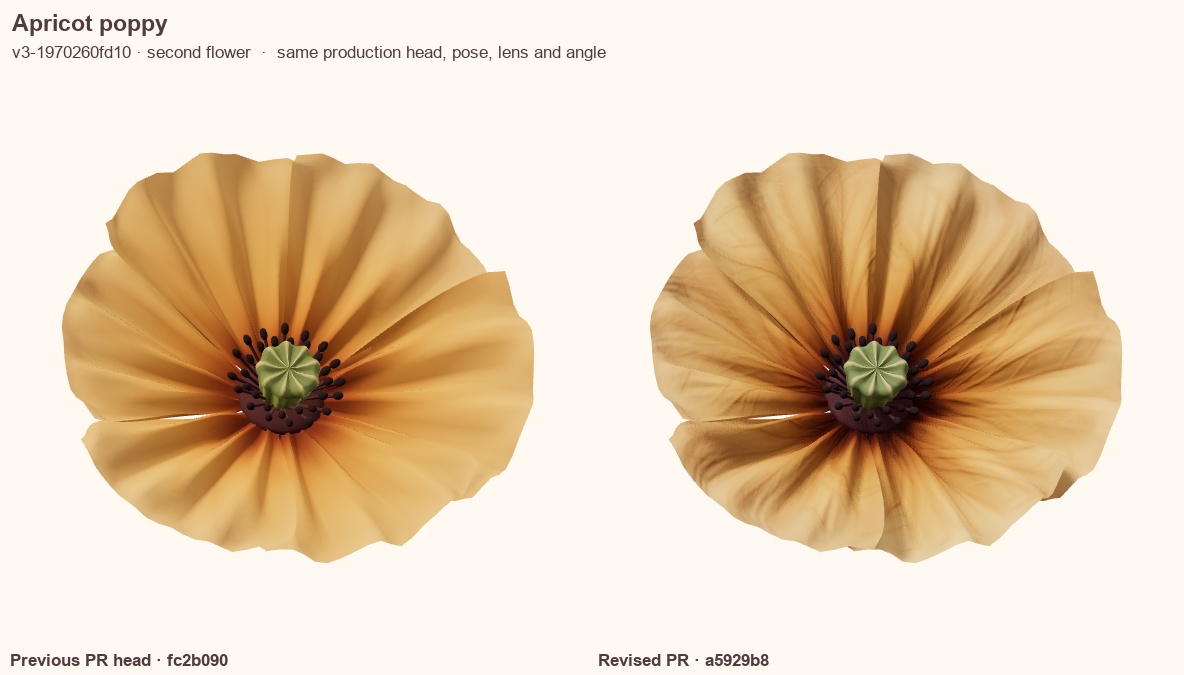 Apricot poppy
v3-1970260fd10 · second flower · same production head, pose, lens and angle
Previous PR head · fc2b090
Revised PR · a5929b8